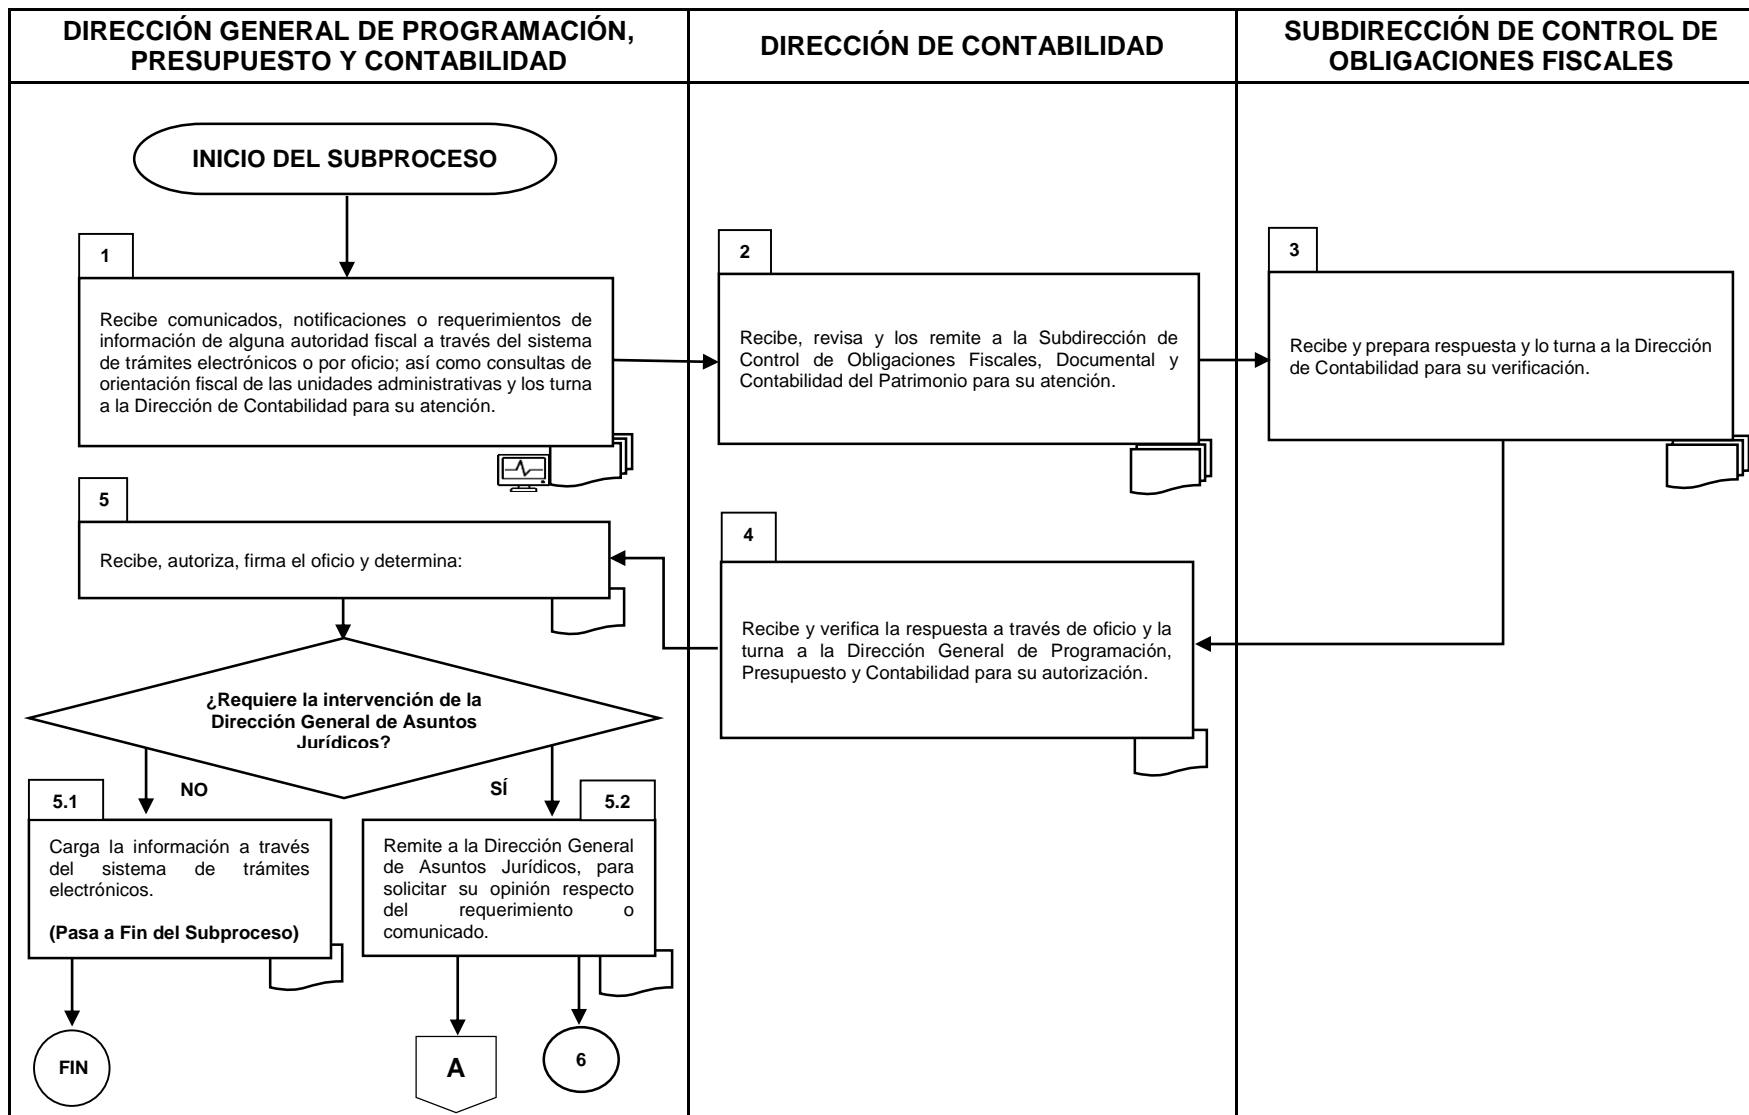 DIRECCIÓN GENERAL DE PROGRAMACIÓN,
PRESUPUESTO Y CONTABILIDAD
DIRECCIÓN DE CONTABILIDAD
SUBDIRECCIÓN DE CONTROL DE
OBLIGACIONES FISCALES
INICIO DEL SUBPROCESO
1
Recibe comunicados, notificaciones o requerimientos de
información de alguna autoridad fiscal a través del sistema
de trámites electrónicos o por oficio; así como consultas de
orientación fiscal de las unidades administrativas y los turna
a la Dirección de Contabilidad para su atención.
2
Recibe, revisa y los remite a la Subdirección de
Control de Obligaciones Fiscales, Documental y
Contabilidad del Patrimonio para su atención.
3
Recibe y prepara respuesta y lo turna a la Dirección
de Contabilidad para su verificación.
4
Recibe y verifica la respuesta a través de oficio y la
turna a la Dirección General de Programación,
Presupuesto y Contabilidad para su autorización.
5
Recibe, autoriza, firma el oficio y determina:
¿Requiere la intervención de la
Dirección General de Asuntos
Jurídicos?
NO
SÍ
5.1
Carga la información a través
del sistema de trámites
electrónicos.
(Pasa a Fin del Subproceso)
5.2
Remite a la Dirección General
de Asuntos Jurídicos, para
solicitar su opinión respecto
del requerimiento o
comunicado.
FIN
A
6